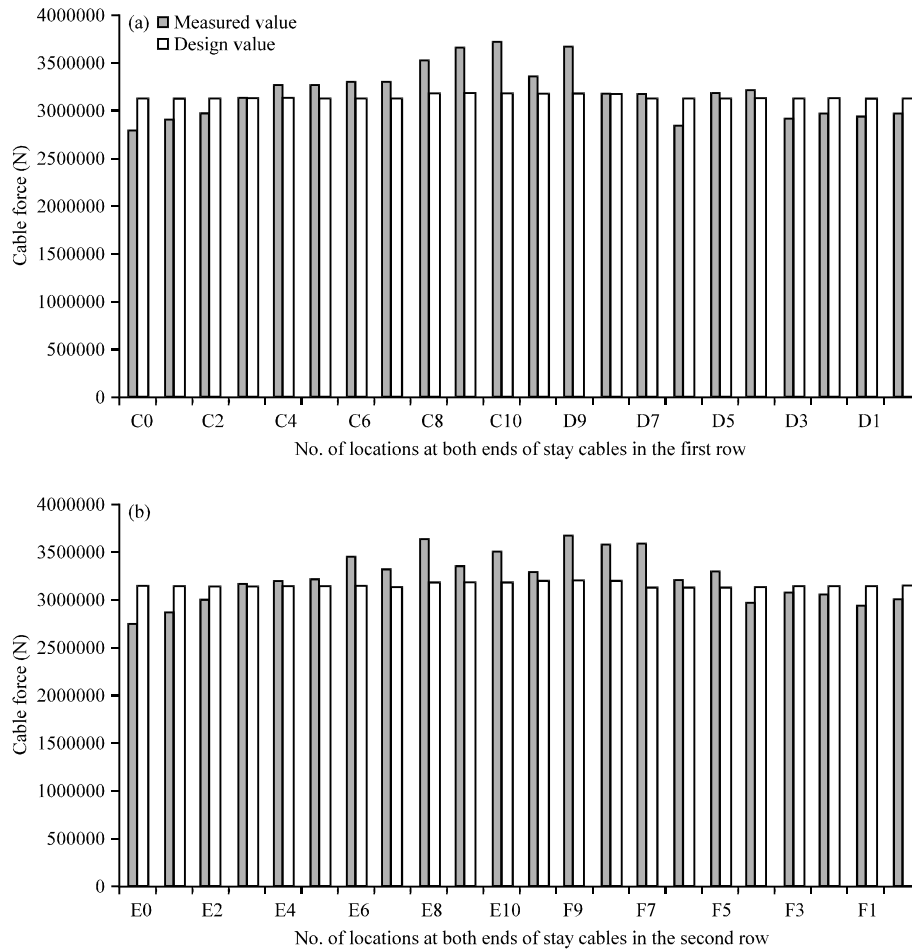 (a)
Measured value
Design value
4000000
3500000
3000000
2500000
2000000
1500000
1000000
500000
0
Cable force (N)
C0 C2 C4 C6 C8 C10 D9 D7 D5 D3 D1
No. of locations at both ends of stay cables in the first row
(b)
4000000
3500000
3000000
2500000
2000000
1500000
1000000
500000
0
Cable force (N)
E0 E2 E4 E6 E8 E10 F9 F7 F5 F3 F1
No. of locations at both ends of stay cables in the second row